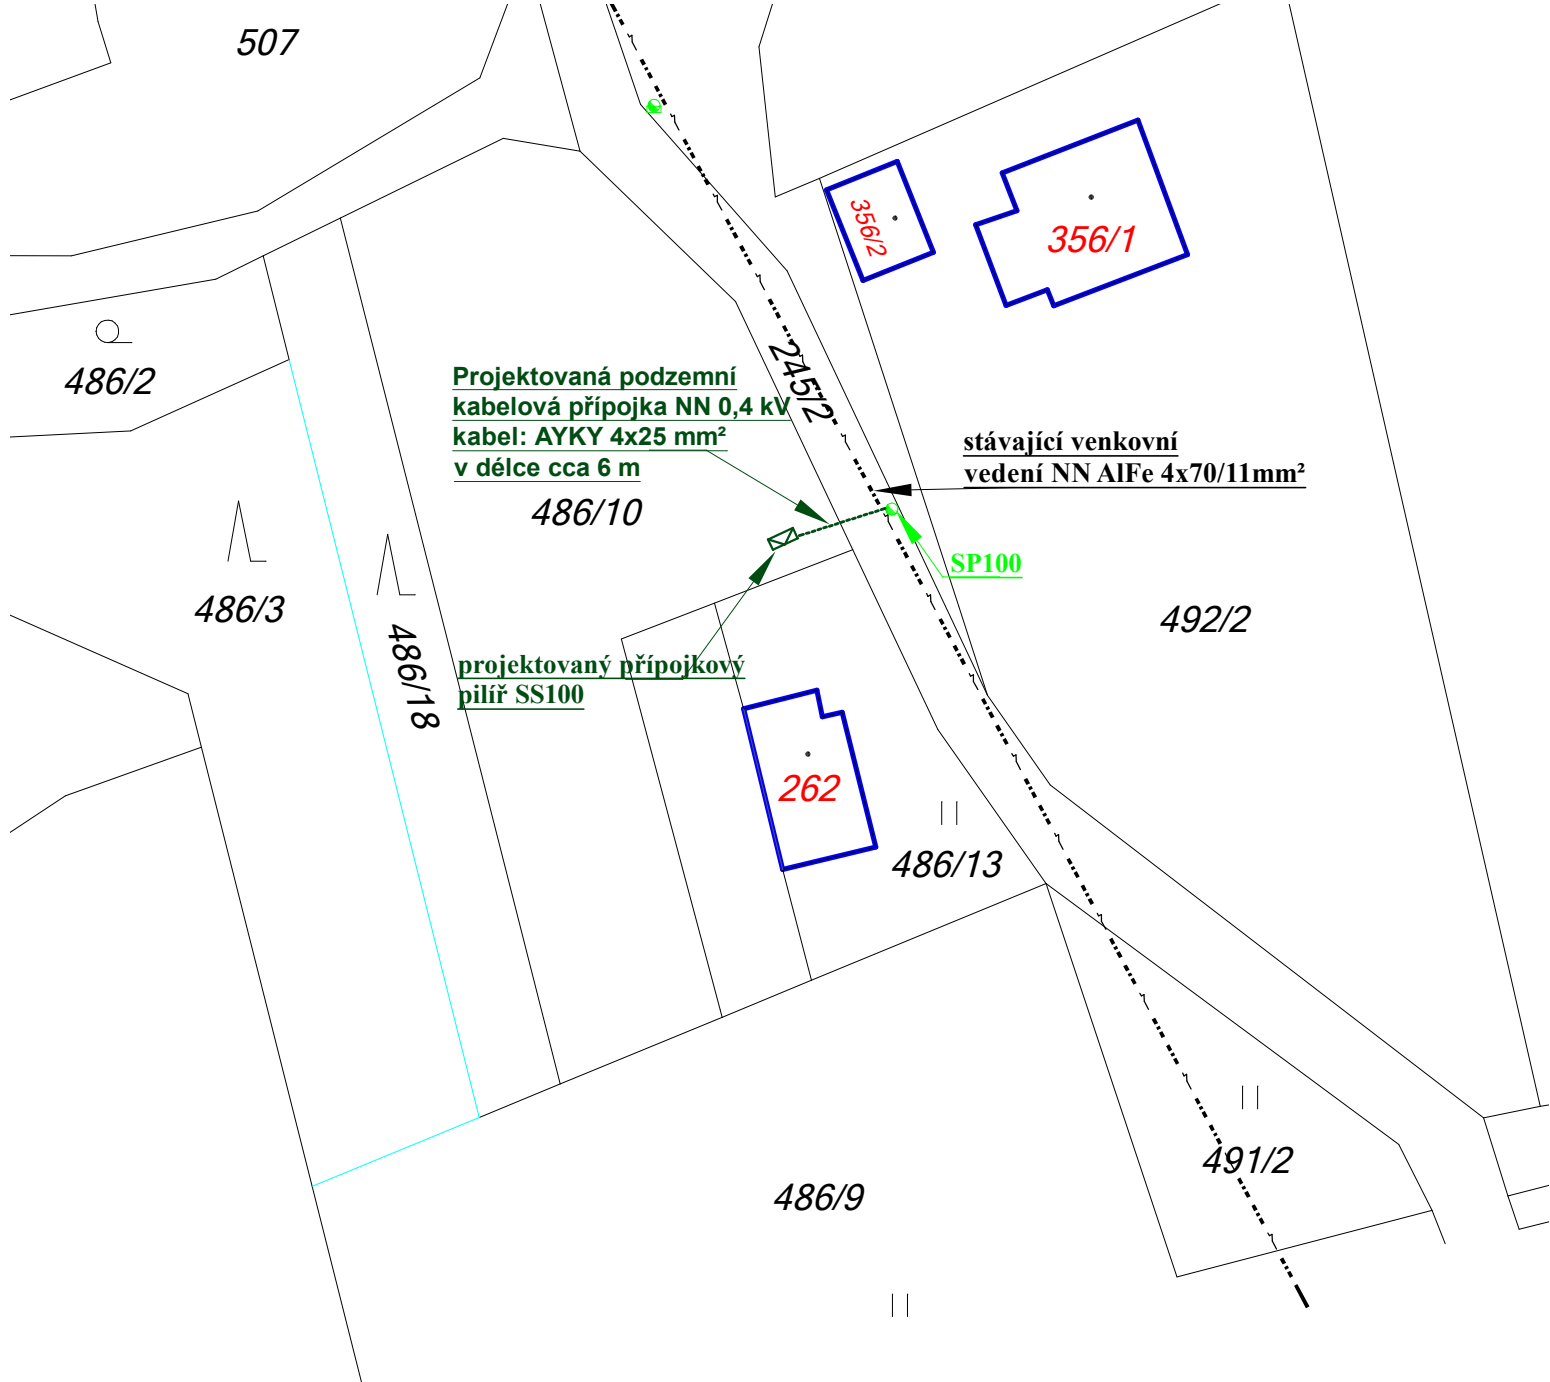 507
356/2
356/1
486/2
245/2
Projektovaná podzemní
kabelová přípojka NN 0,4 kV
kabel: AYKY 4x25 mm²
v délce cca 6 m
stávající venkovní
vedení NN AlFe 4x70/11mm²
486/10
SP100
486/3
486/18
492/2
projektovaný přípojkový
pilíř SS100
262
486/13
491/2
486/9